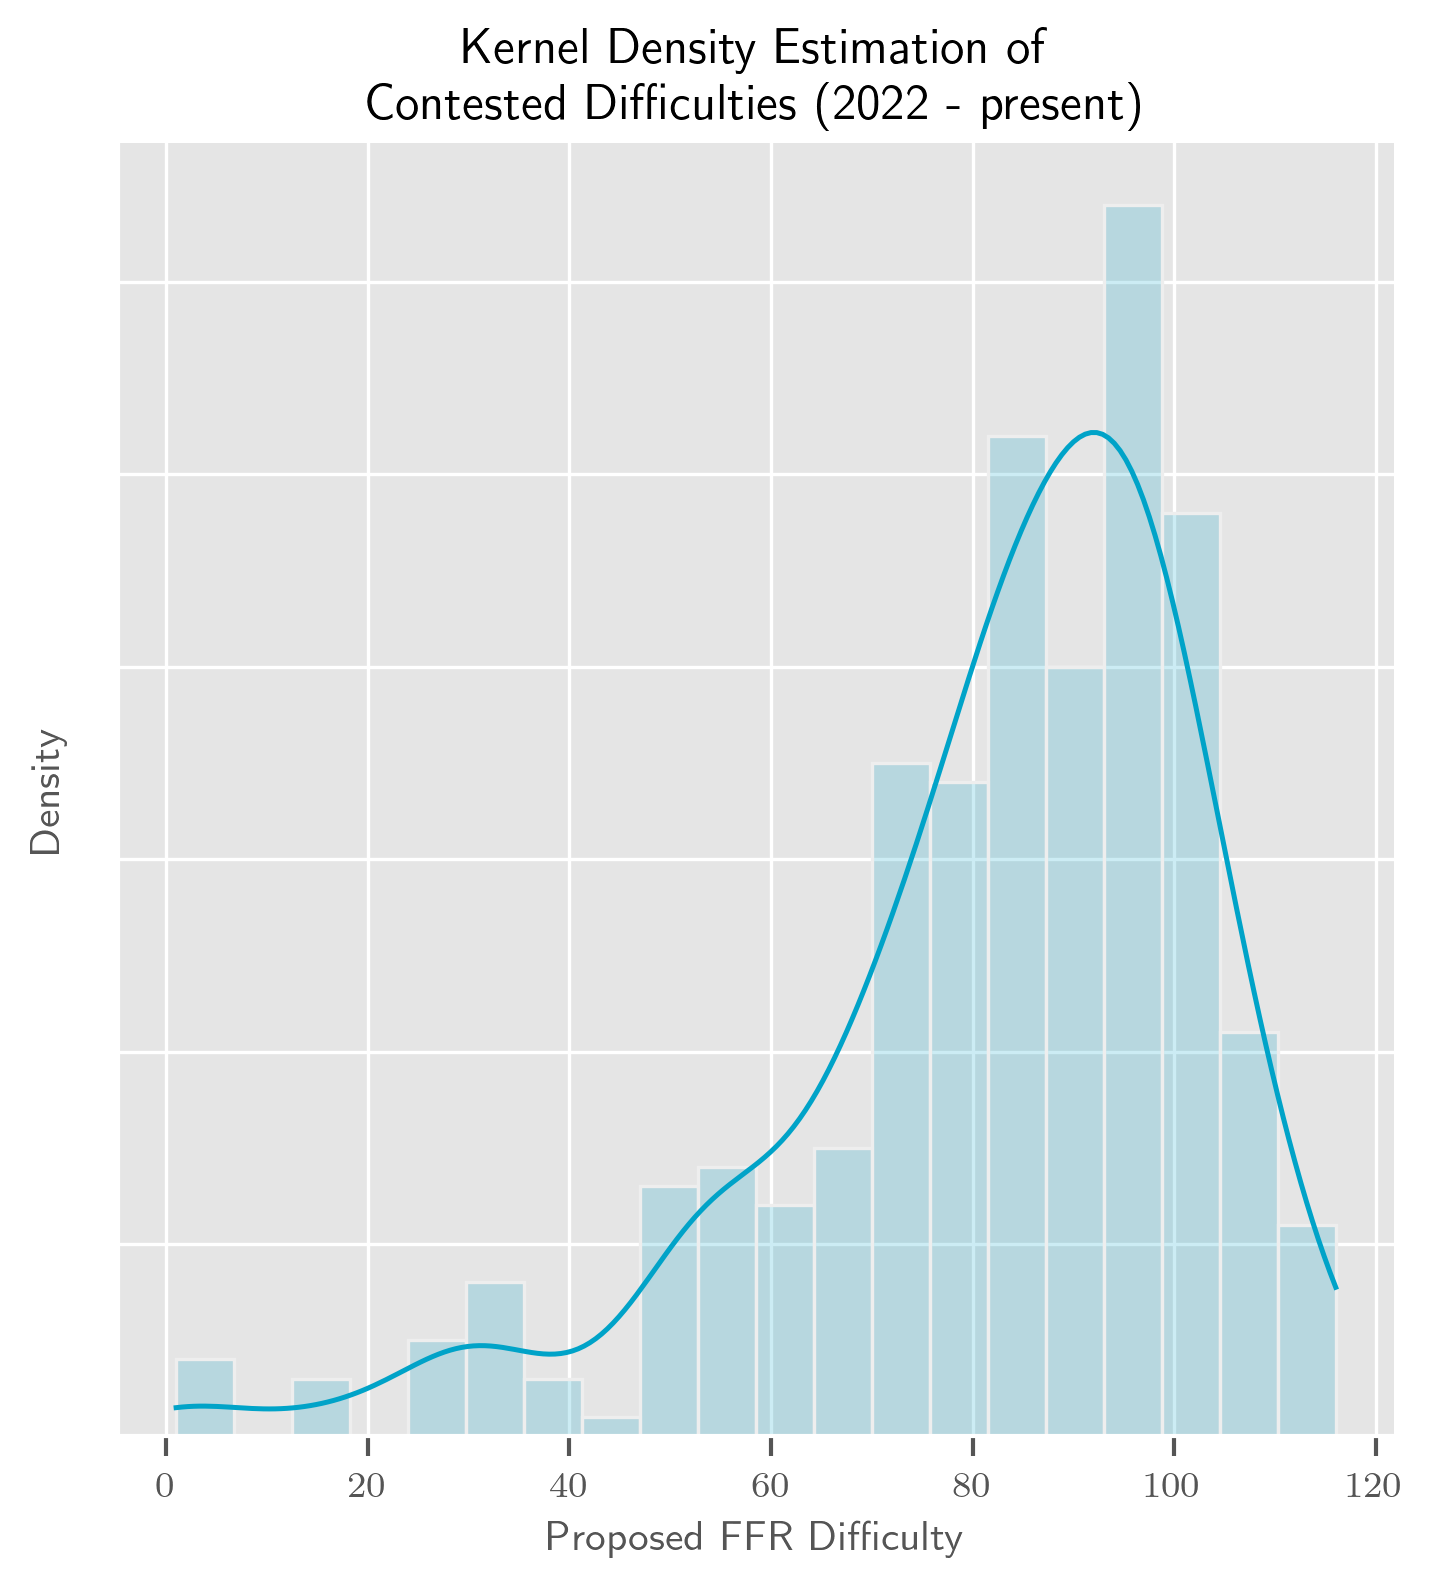 Kernel Density Estimation of
Contested Difficulties (2022 - present)
Density
0 20 40 60 80 100 120
Proposed FFR Difficulty